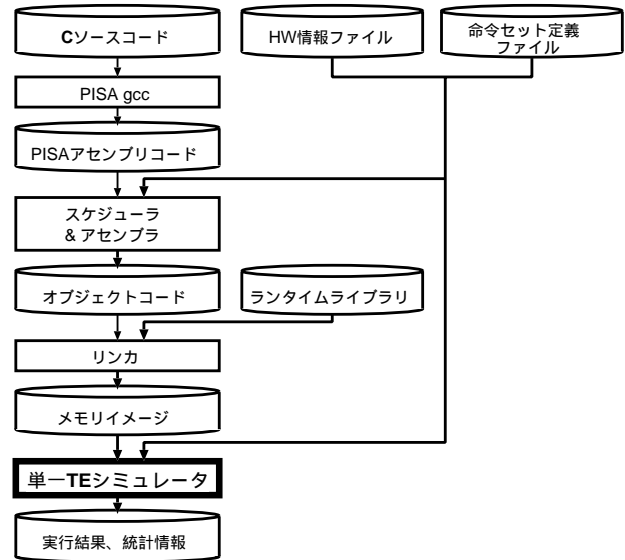 Cソースコード
HW情報ファイル
命令セット定義
ファイル
PISA gcc
PISAアセンブリコード
スケジューラ
& アセンブラ
オブジェクトコード
ランタイムライブラリ
リンカ
メモリイメージ
単一TEシミュレータ
実行結果、統計情報